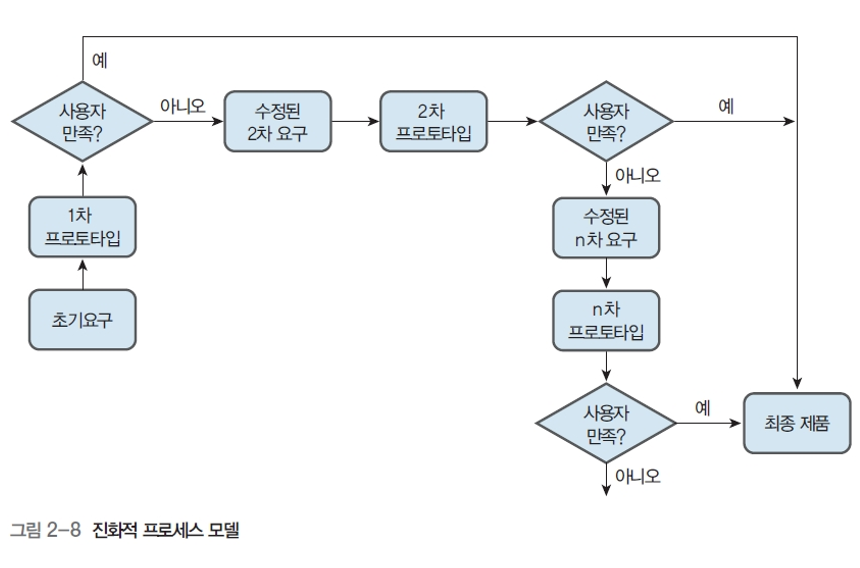 예
사용자
만족?
아니오
수정된
2차 요구
2차
프로토타입
사용자
만족?
예
아니오
1차
프로토타입
수정된
n차 요구
초기요구
n차
프로토타입
사용자
만족?
예
최종 제품
아니오
그림 2-8 진화적 프로세스 모델